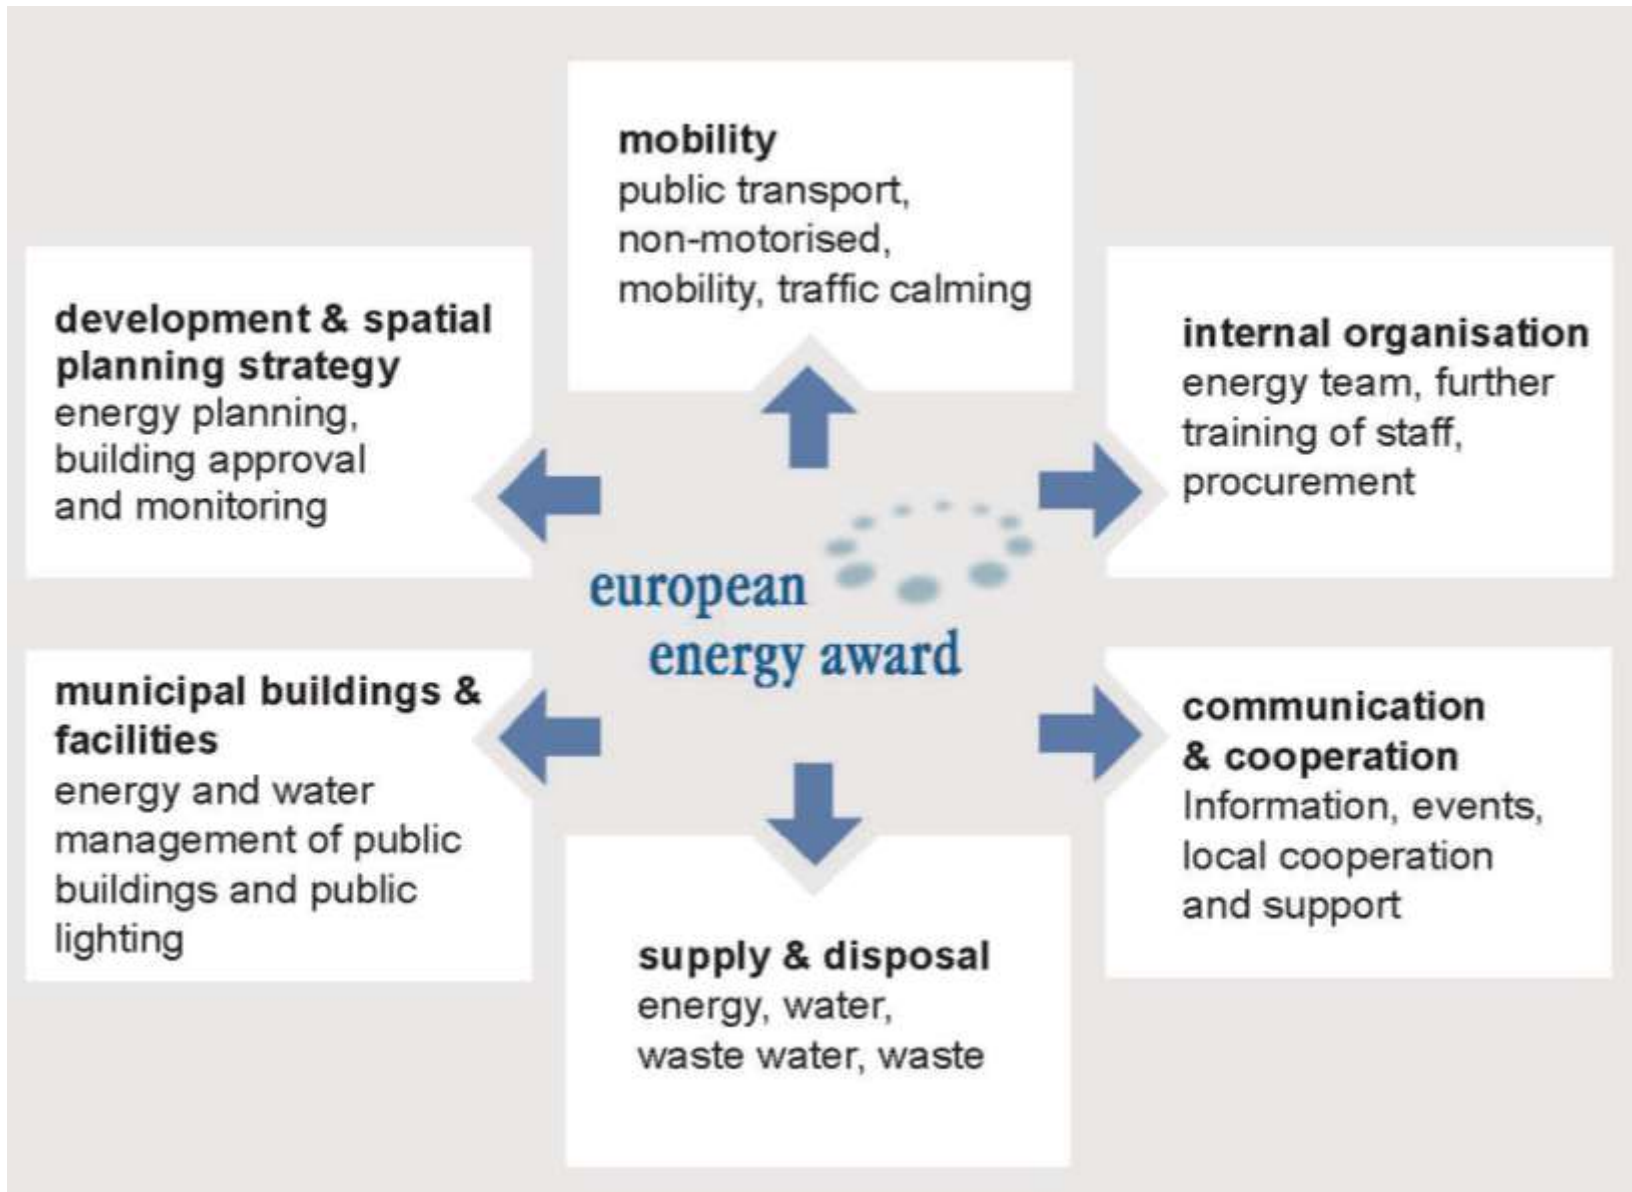 mobility
public transport,
non-motorised,
mobility, traffic calming
development & spatial
planning strategy
energy planning,
building approval
and monitoring
internal organisation
energy team, further
training of staff,
procurement
european
energy award
municipal buildings &
facilities
energy and water
management of public
buildings and public
lighting
communication
& cooperation
Information, events,
local cooperation
and support
supply & disposal
energy, water,
waste water, waste